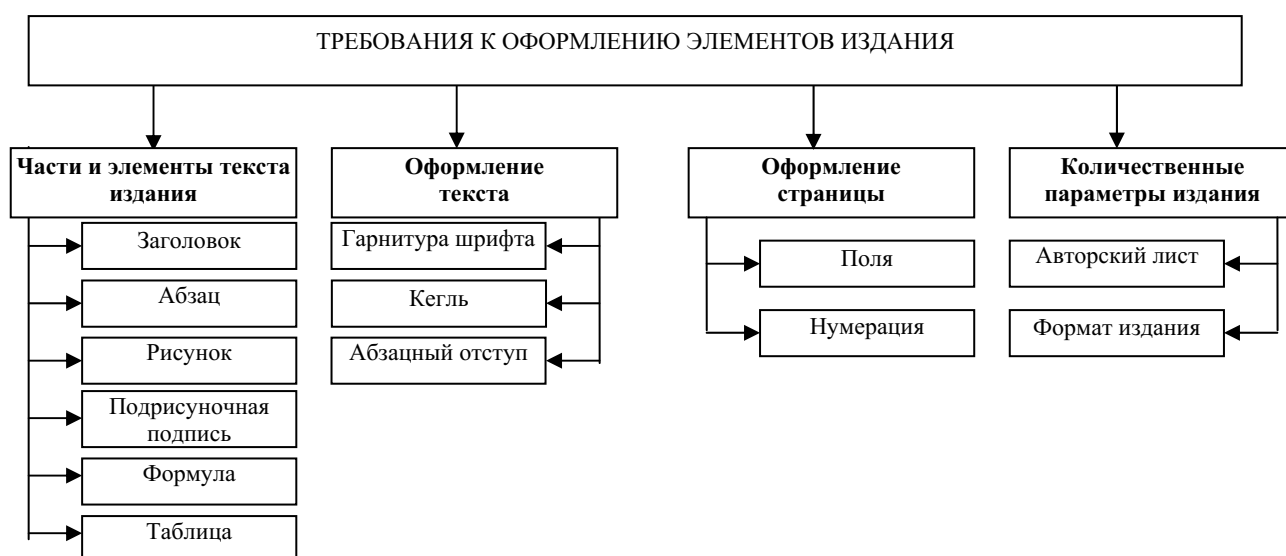 ТРЕБОВАНИЯ К ОФОРМЛЕНИЮ ЭЛЕМЕНТОВ ИЗДАНИЯ
Части и элементы текста
издания
Заголовок
Абзац
Рисунок
Подрисуночная
подпись
Формула
Таблица
Оформление
текста
Гарнитура шрифта
Кегль
Абзацный отступ
Оформление
страницы
Поля
Нумерация
Количественные
параметры издания
Авторский лист
Формат издания